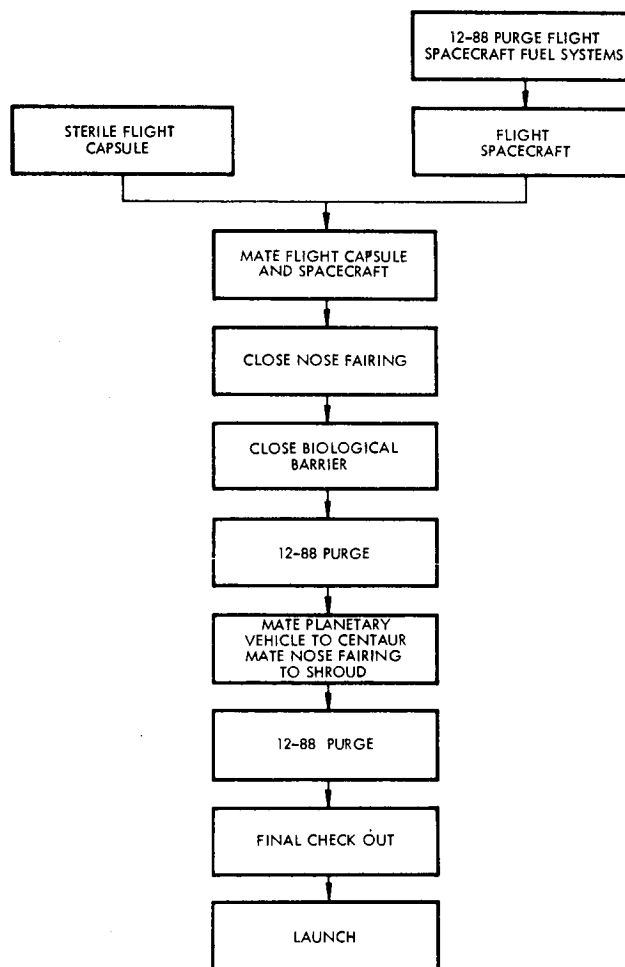 12-88 PURGE FLIGHT
SPACECRAFT FUEL SYSTEMS
STERILE FLIGHT
CAPSULE
FLIGHT
SPACECRAFT
MATE FLIGHT CAPSULE
AND SPACECRAFT
CLOSE NOSE FAIRING
CLOSE BIOLOGICAL
BARRIER
12-88 PURGE
MATE PLANETARY
VEHICLE TO CENTAUR
MATE NOSE FAIRING
TO SHROUD
12-88 PURGE
FINAL CHECK OUT
LAUNCH